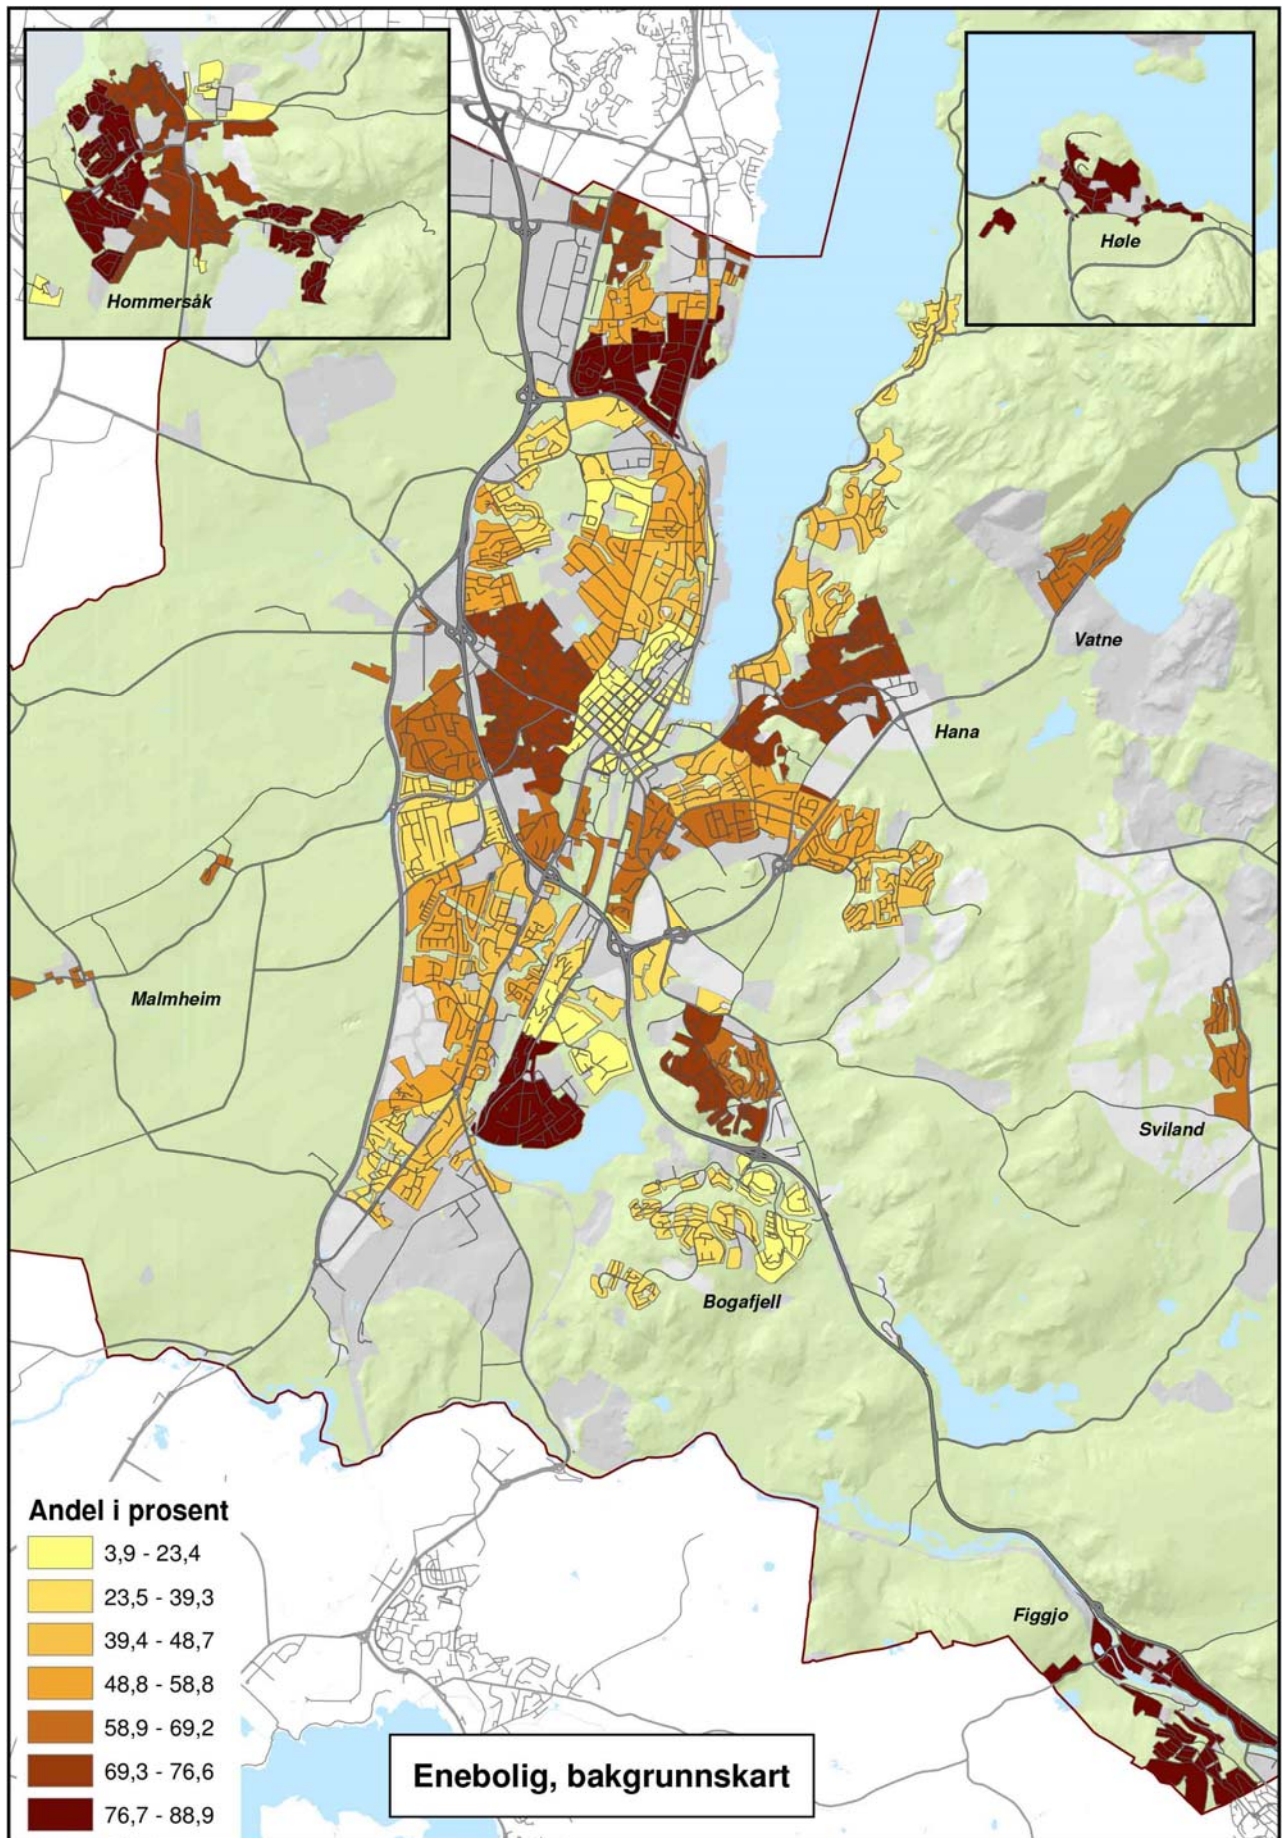 Hommersåk
Høle
Vatne
Hana
Malmheim
Sviland
Bogafjell
Figgjo
Andel i prosent
3,9 - 23,4
23,5 - 39,3
39,4 - 48,7
48,8 - 58,8
58,9 - 69,2
69,3 - 76,6
76,7 - 88,9
Enebolig, bakgrunnskart